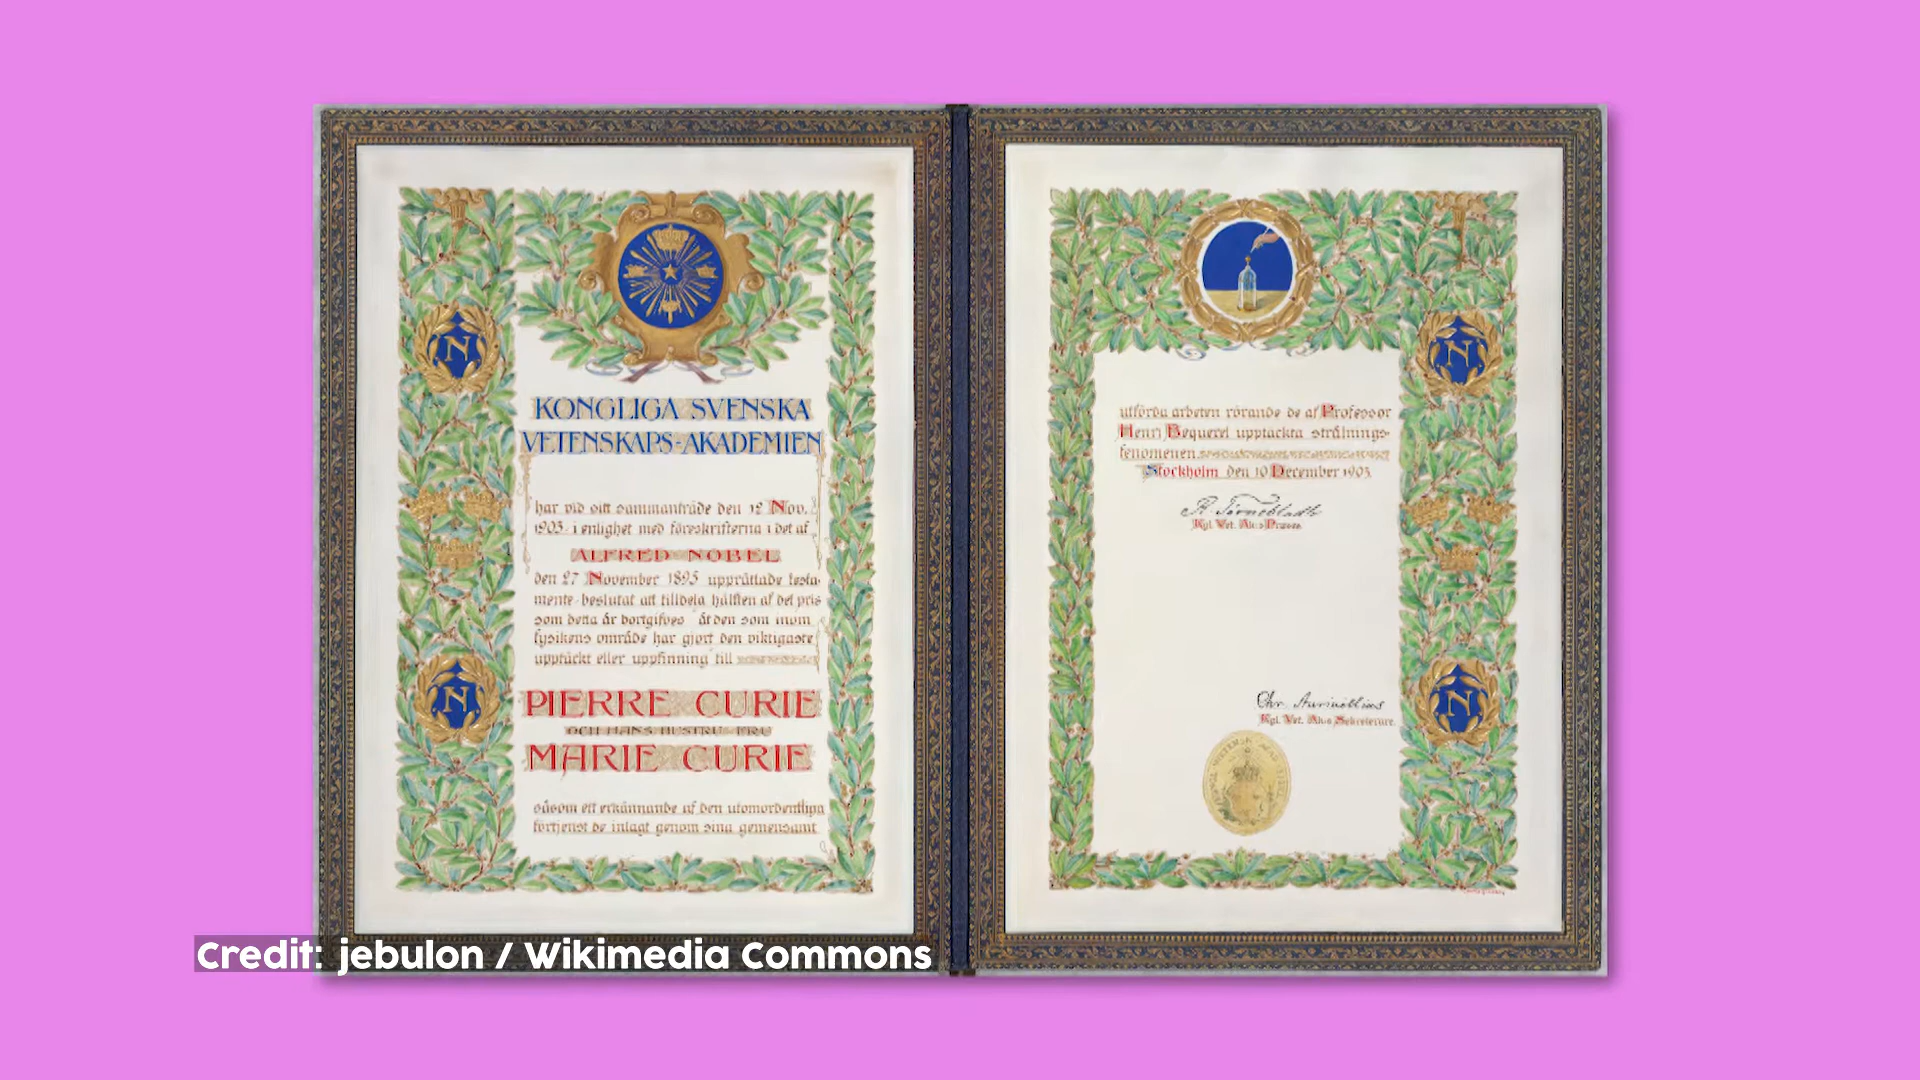 N
N
KONGLIGA SVENSKA
VETENSKAPS-AKADEMIEN
har vid sitt sammanträde den 12 Nov.
1903 i enlighet med föreskrifterna i det af
ALFRED NOBEL
den 27 November 1895 upprättade testa-
mente beslutat att tilldela hälften af det pris
som detta år bortgifves "åt den som inom
fysikens område har gjort den viktigaste
upptäckt eller uppfinning" till
PIERRE CURIE
OCH HANS HUSTRU FRU
MARIE CURIE
såsom ett erkännande af den utomordentliga
förtjenst de inlagt genom sina gemensamt
utförda arbeten rörande de af Professor
Henri Bequerel upptäckta strålnings-
fenomenen.
Stockholm den 10 December 1903.
Kgl. Vet. Ak:s Præses.
Kgl. Vet. Ak:s Sekreterare.
N
N
Credit: jebulon / Wikimedia Commons